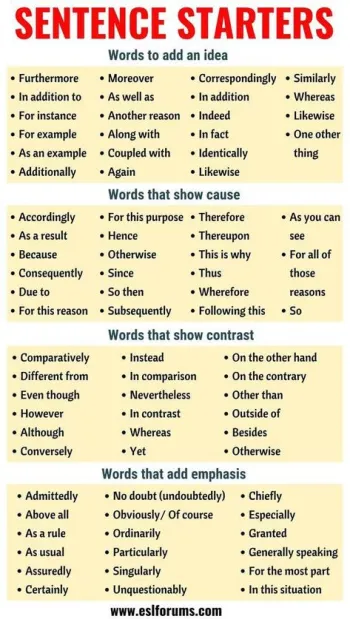 SENTENCE STARTERS
Words to add an idea
• Furthermore
• In addition to
• For instance
• For example
• As an example
• Additionally
• Moreover
• As well as
• Another reason
• Along with
• Coupled with
• Again
• Correspondingly
• In addition
• Indeed
• In fact
• Identically
• Likewise
• Similarly
• Whereas
• Likewise
• One other
thing
Words that show cause
• Accordingly
• As a result
• Because
• Consequently
• Due to
• For this reason
• For this purpose
• Hence
• Otherwise
• Since
• So then
• Subsequently
• Therefore
• Thereupon
• This is why
• Thus
• Wherefore
• Following this
• As you can
see
• For all of
those
reasons
• So
Words that show contrast
• Comparatively
• Different from
• Even though
• However
• Although
• Conversely
• Instead
• In comparison
• Nevertheless
• In contrast
• Whereas
• Yet
• On the other hand
• On the contrary
• Other than
• Outside of
• Besides
• Otherwise
Words that add emphasis
• Admittedly
• Above all
• As a rule
• As usual
• Assuredly
• Certainly
• No doubt (undoubtedly)
• Obviously/ Of course
• Ordinarily
• Particularly
• Singularly
• Unquestionably
• Chiefly
• Especially
• Granted
• Generally speaking
• For the most part
• In this situation
www.eslforums.com